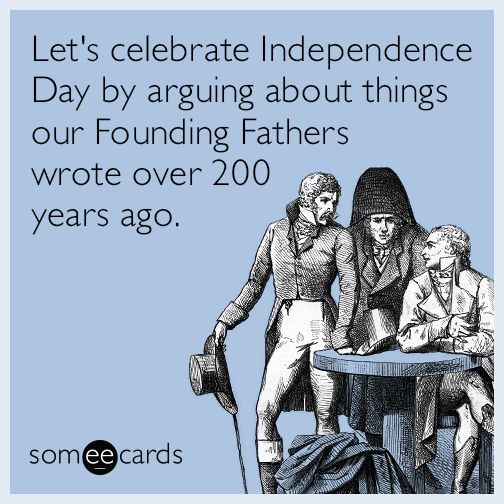 Let's celebrate Independence
Day by arguing about things
our Founding Fathers
wrote over 200
years ago.
someecards